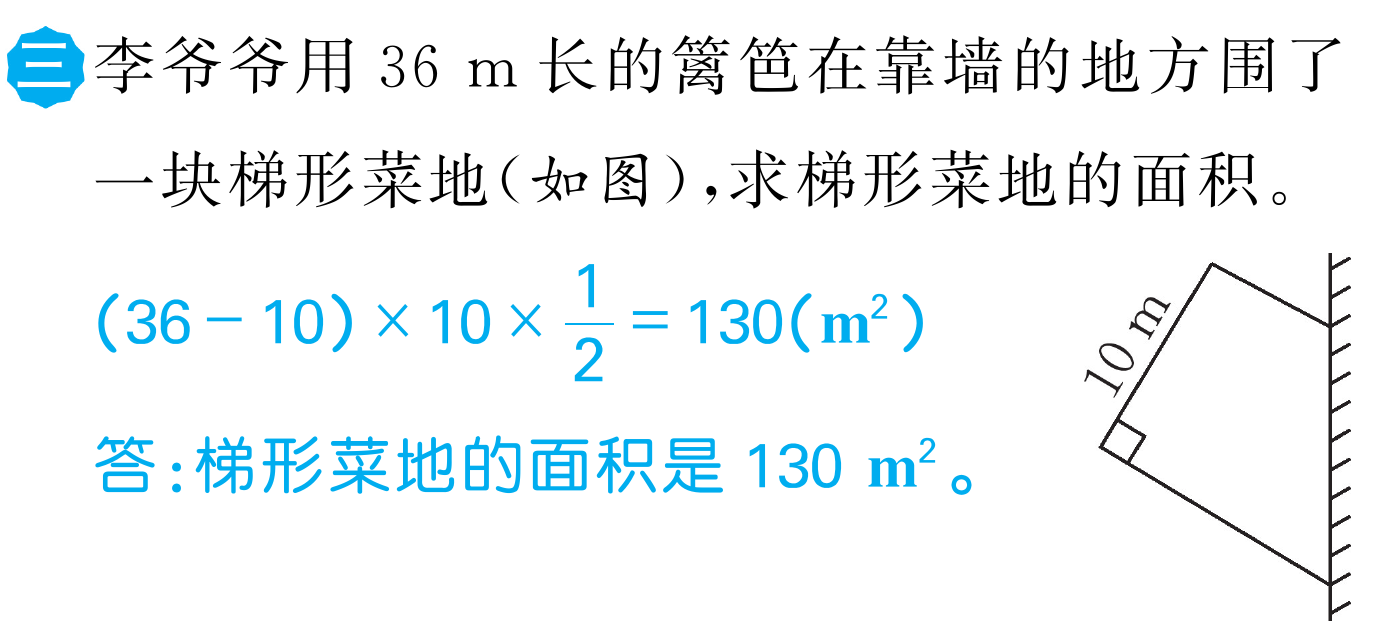 三 李爷爷用 36 m 长的篱笆在靠墙的地方围了
一块梯形菜地(如图),求梯形菜地的面积。
(36-10)×10×1/2=130(m²)
10 m
答:梯形菜地的面积是 130 m²。